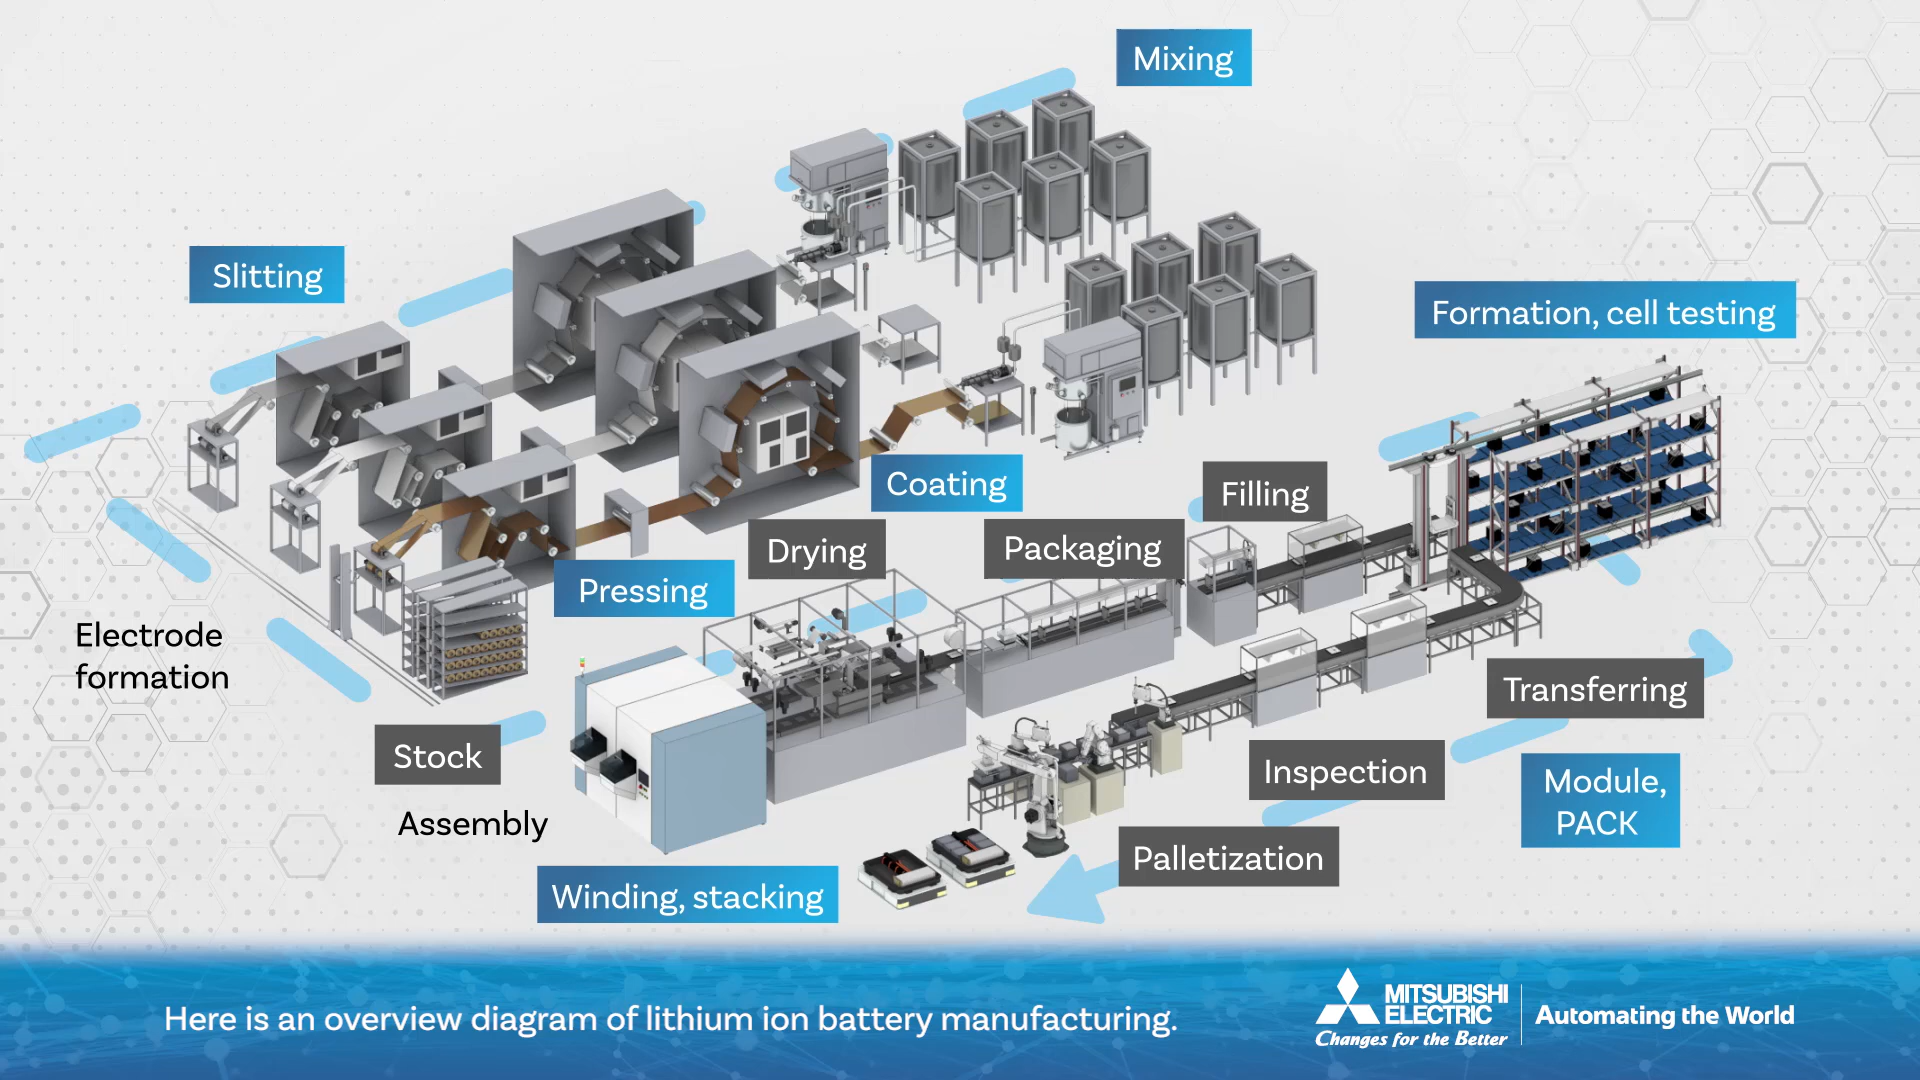 Mixing
Slitting
Formation, cell testing
Coating
Filling
Drying
Packaging
Pressing
Electrode
formation
Transferring
Stock
Inspection
Module,
PACK
Assembly
Palletization
Winding, stacking
Here is an overview diagram of lithium ion battery manufacturing.
MITSUBISHI
ELECTRIC
Changes for the Better
Automating the World